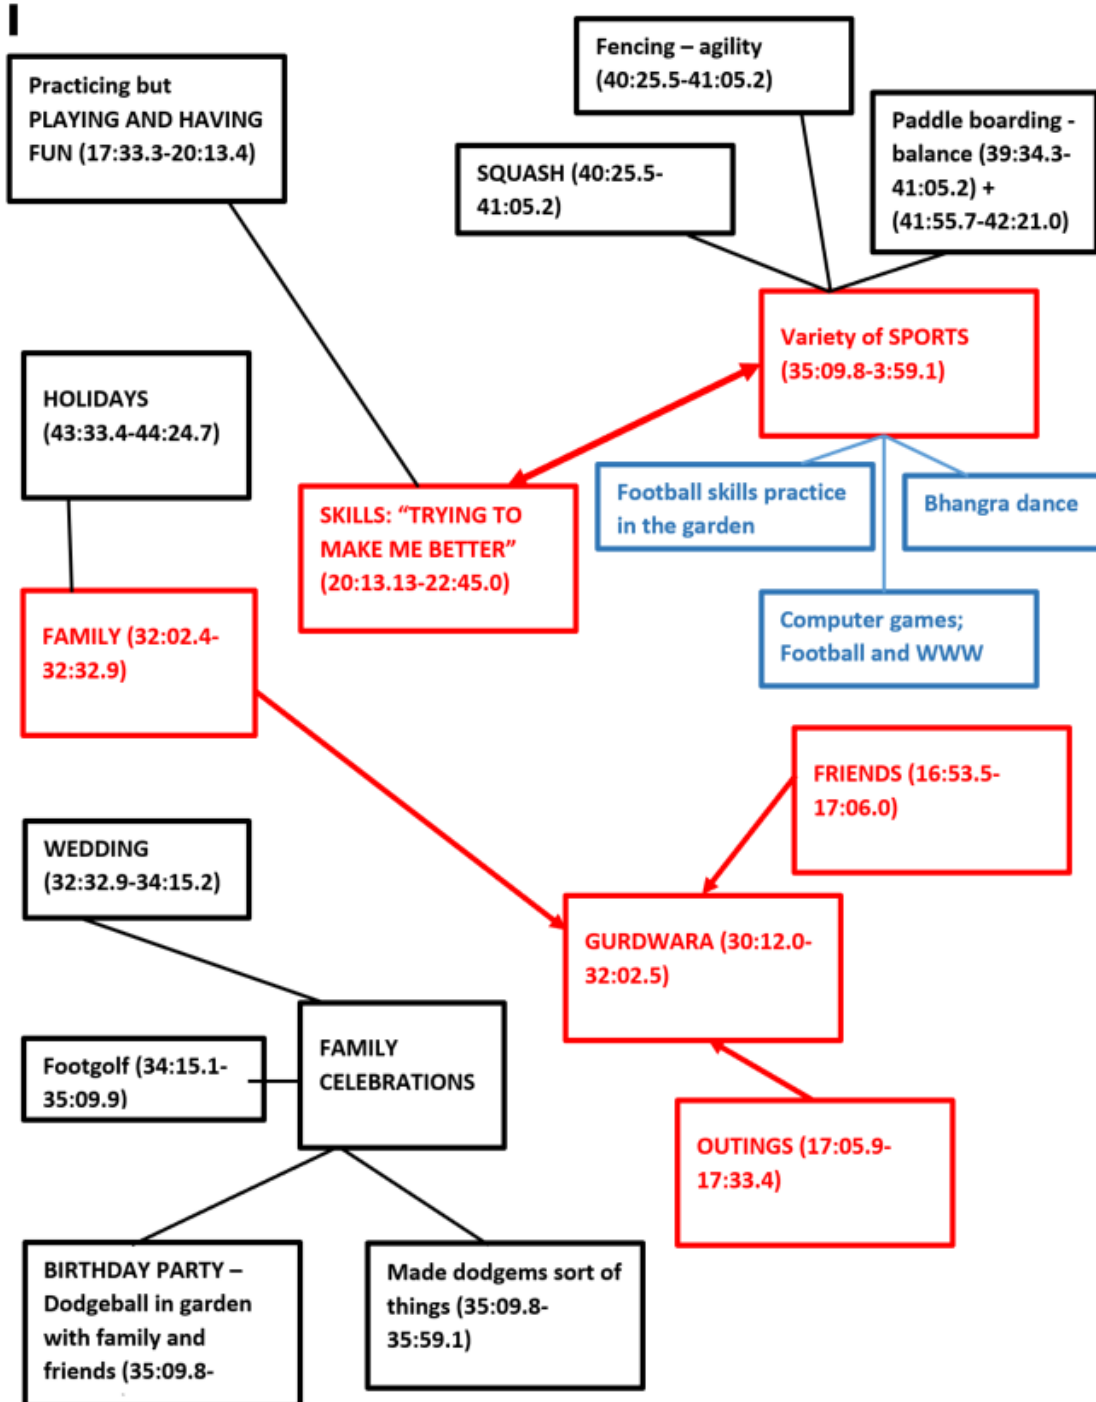 I
Practicing but
PLAYING AND HAVING
FUN (17:33.3-20:13.4)
Fencing – agility
(40:25.5-41:05.2)
SQUASH (40:25.5-
41:05.2)
Paddle boarding -
balance (39:34.3-
41:05.2) +
(41:55.7-42:21.0)
Variety of SPORTS
(35:09.8-3:59.1)
HOLIDAYS
(43:33.4-44:24.7)
SKILLS: “TRYING TO
MAKE ME BETTER”
(20:13.13-22:45.0)
Football skills practice
in the garden
Bhangra dance
Computer games;
Football and WWW
FAMILY (32:02.4-
32:32.9)
FRIENDS (16:53.5-
17:06.0)
WEDDING
(32:32.9-34:15.2)
GURDWARA (30:12.0-
32:02.5)
FAMILY
CELEBRATIONS
Footgolf (34:15.1-
35:09.9)
OUTINGS (17:05.9-
17:33.4)
BIRTHDAY PARTY –
Dodgeball in garden
with family and
friends (35:09.8-
Made dodgems sort of
things (35:09.8-
35:59.1)